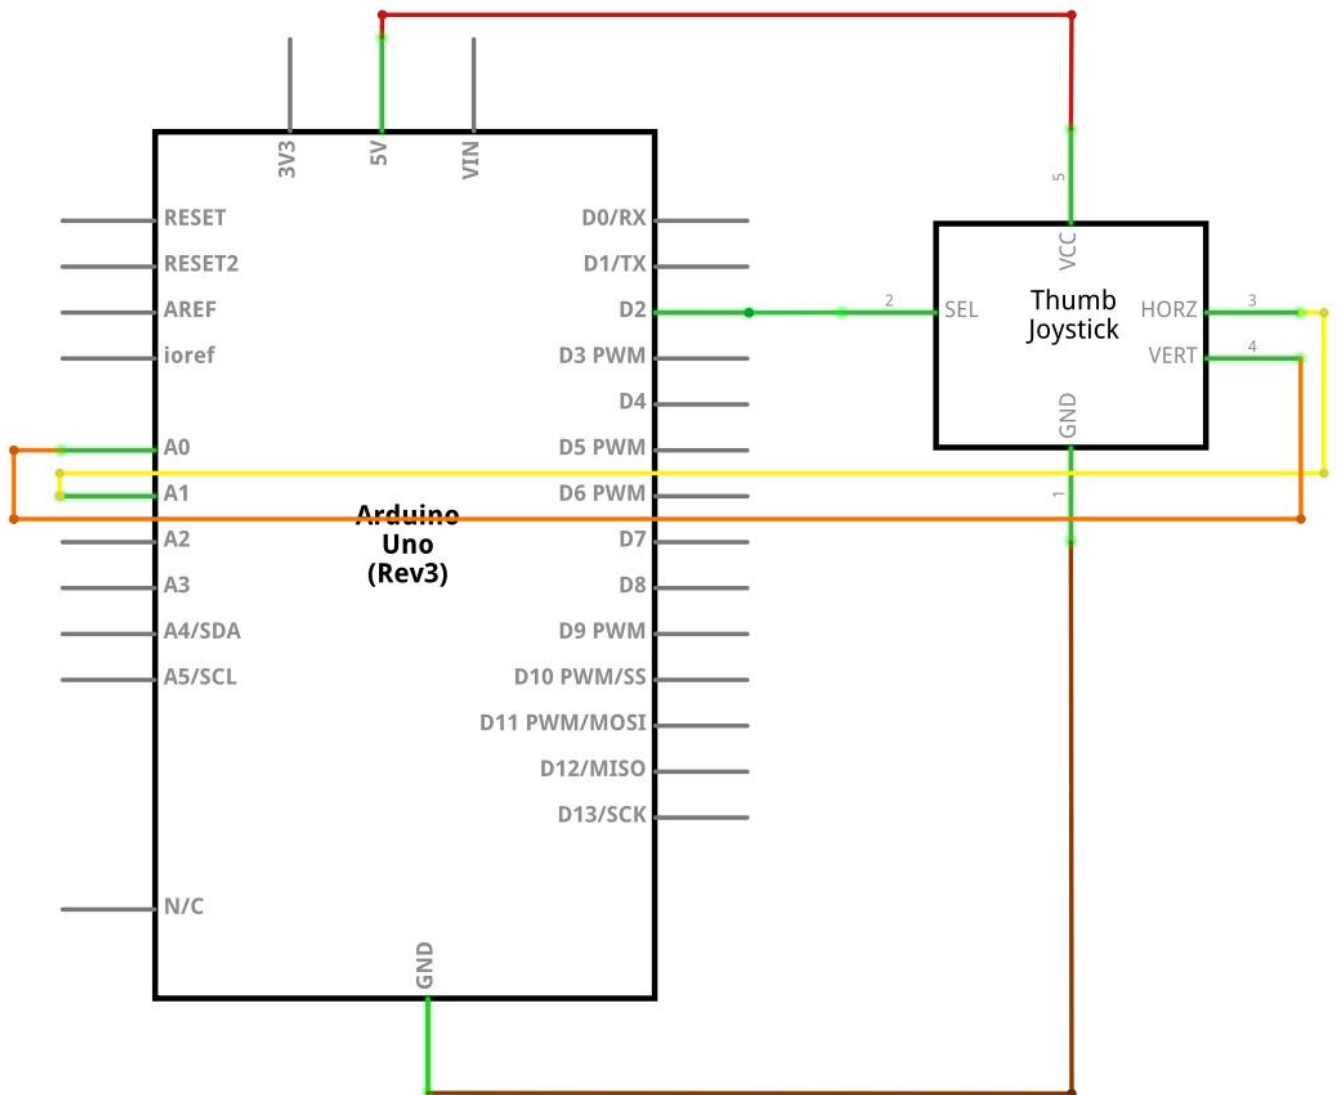 3V3
5V
VIN
RESET
RESET2
AREF
ioref
A0
A1
A2
A3
A4/SDA
A5/SCL
N/C
D0/RX
D1/TX
D2
D3 PWM
D4
D5 PWM
D6 PWM
D7
D8
D9 PWM
D10 PWM/SS
D11 PWM/MOSI
D12/MISO
D13/SCK
Arduino
Uno
(Rev3)
GND
5
VCC
2
SEL
Thumb
Joystick
HORZ
3
VERT
4
GND
1